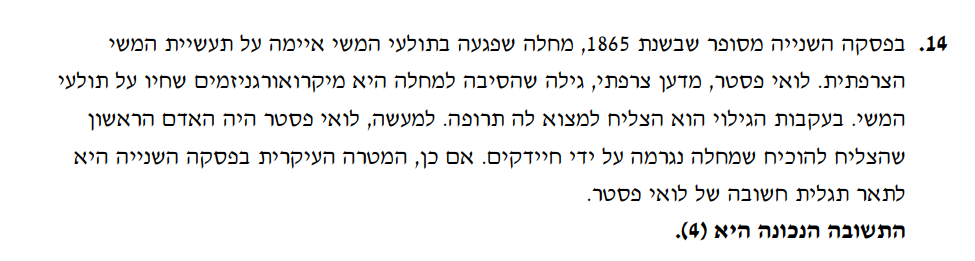 14. בפסקה השנייה מסופר שבשנת 1865, מחלה שפגעה בתולעי המשי איימה על תעשיית המשי
הצרפתית. לואי פסטר, מדען צרפתי, גילה שהסיבה למחלה היא מיקרואורגניזמים שחיו על תולעי
המשי. בעקבות הגילוי הוא הצליח למצוא לה תרופה. למעשה, לואי פסטר היה האדם הראשון
שהצליח להוכיח שמחלה נגרמה על ידי חיידקים. אם כן, המטרה העיקרית בפסקה השנייה היא
לתאר תגלית חשובה של לואי פסטר.
התשובה הנכונה היא (4).